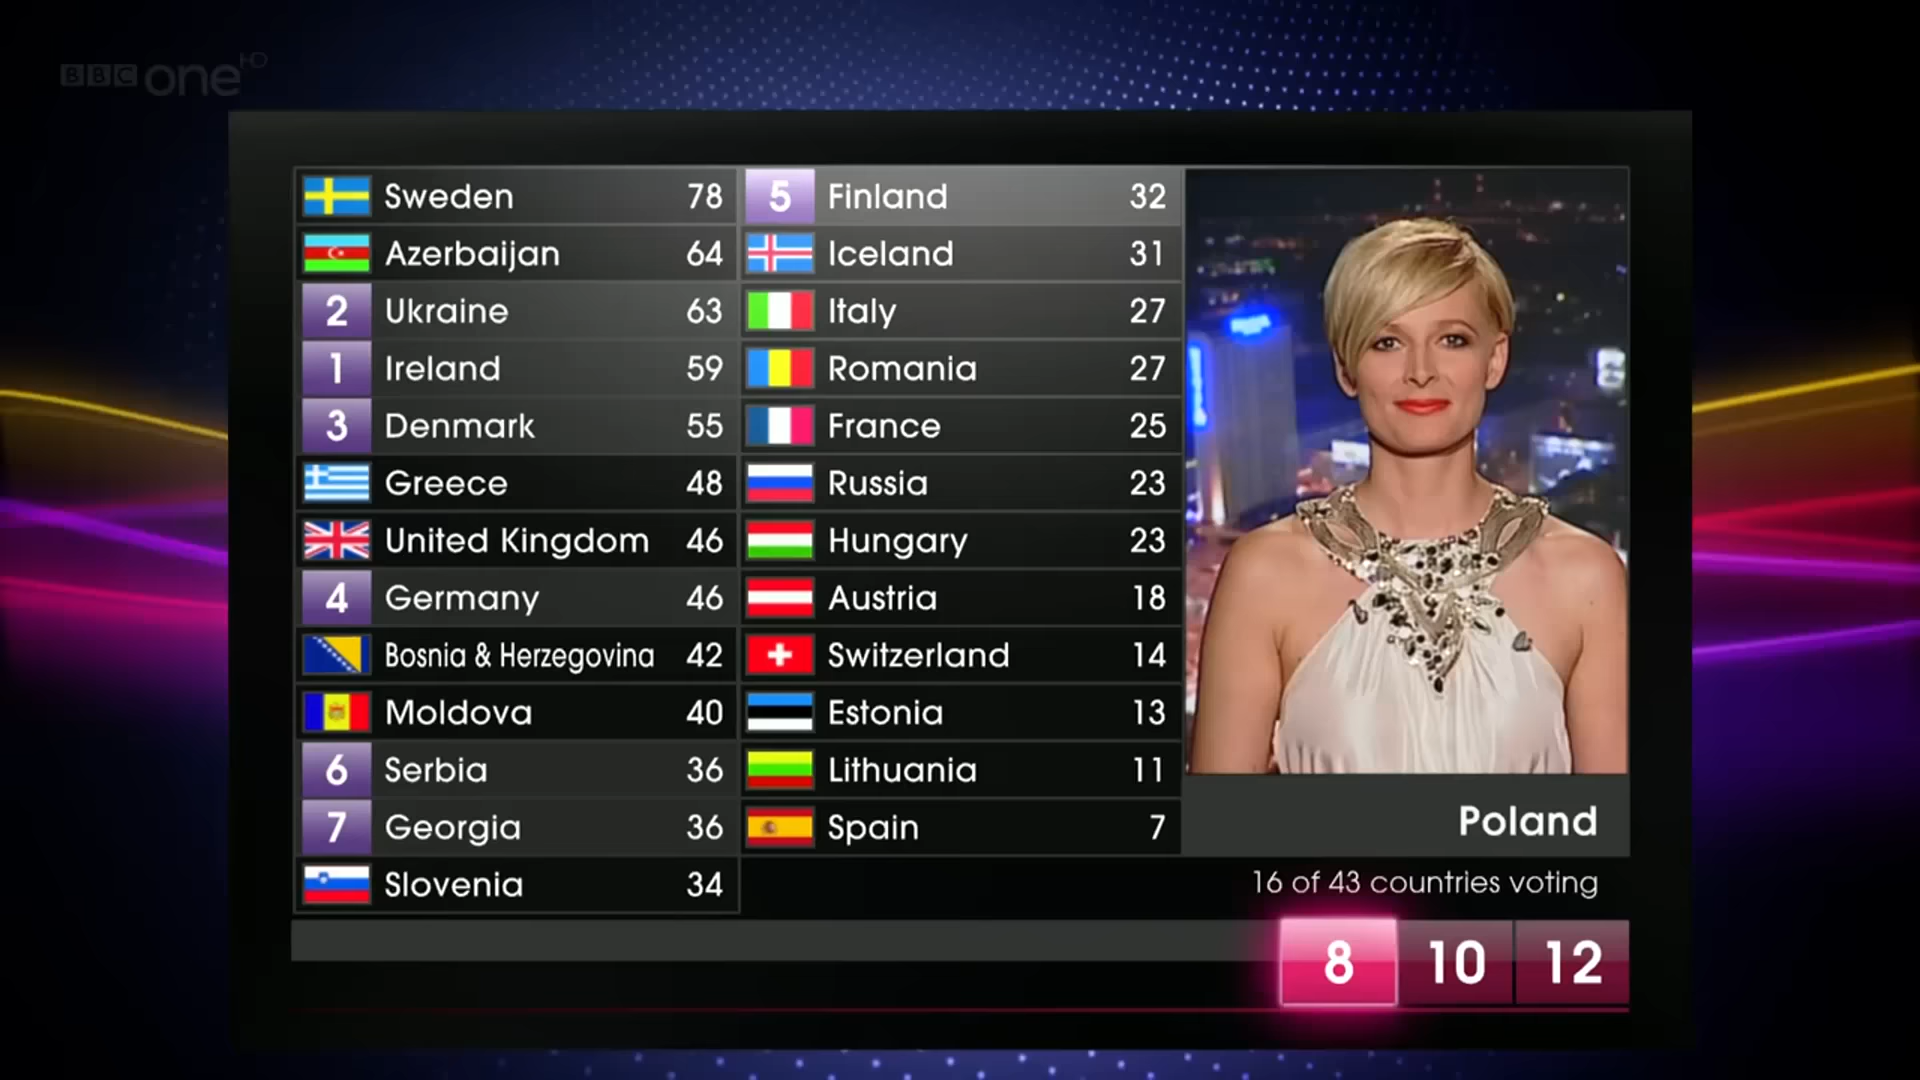 BBC one HD
Sweden 78
Azerbaijan 64
2 Ukraine 63
1 Ireland 59
3 Denmark 55
Greece 48
United Kingdom 46
4 Germany 46
Bosnia & Herzegovina 42
Moldova 40
6 Serbia 36
7 Georgia 36
Slovenia 34
5 Finland 32
Iceland 31
Italy 27
Romania 27
France 25
Russia 23
Hungary 23
Austria 18
Switzerland 14
Estonia 13
Lithuania 11
Spain 7
Poland
16 of 43 countries voting
8 10 12